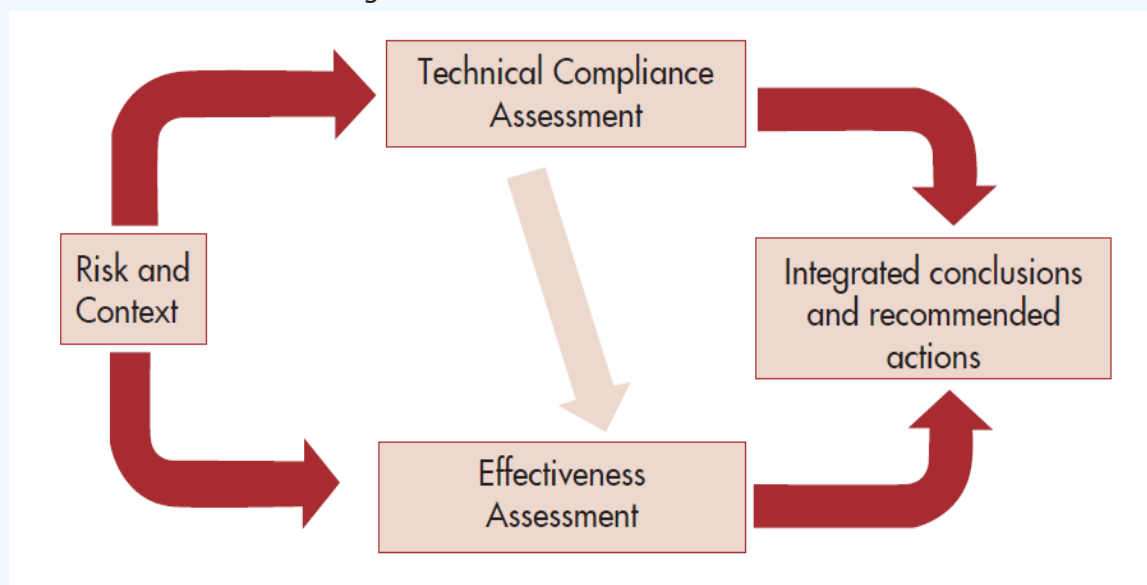 Technical Compliance
Assessment
Risk and
Context
Integrated conclusions
and recommended
actions
Effectiveness
Assessment